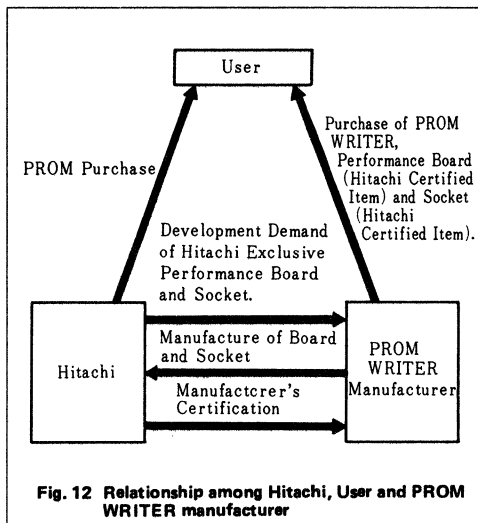 User
PROM Purchase
Purchase of PROM
WRITER,
Performance Board
(Hitachi Certified
Item) and Socket
(Hitachi
Certified Item).
Development Demand
of Hitachi Exclusive
Performance Board
and Socket.
Hitachi
Manufacture of Board
and Socket
Manufactcrer's
Certification
PROM
WRITER
Manufacturer
Fig. 12 Relationship among Hitachi, User and PROM
WRITER manufacturer